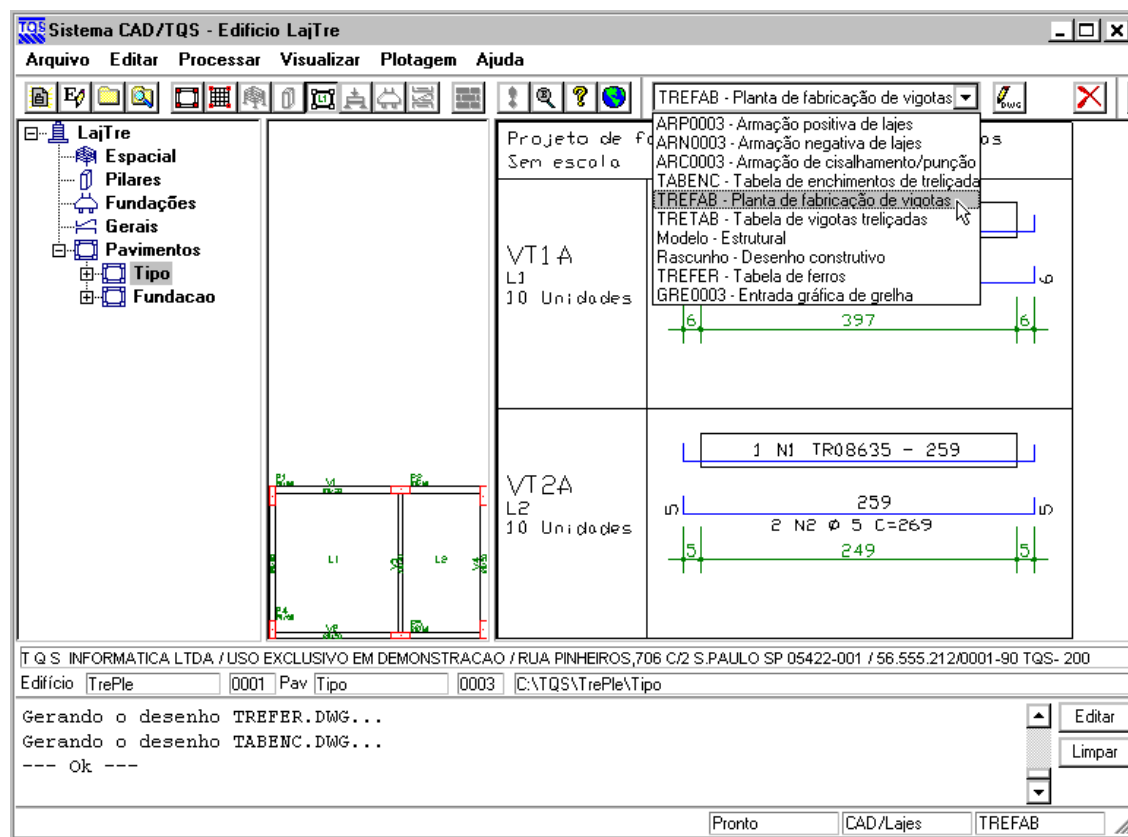 TQS Sistema CAD/TQS - Edificio LajTre
Arquivo Editar Processar Visualizar Plotagem Ajuda
TREFAB - Planta de fabricação de vigotas
DWG
ARP0003 - Armação positiva de lajes
ARN0003 - Armação negativa de lajes
ARC0003 - Armação de cisalhamento/punção
TABENC - Tabela de enchimentos de treliçada
TREFAB - Planta de fabricação de vigotas
TRETAB - Tabela de vigotas treliçadas
Modelo - Estrutural
Rascunho - Desenho construtivo
TREFER - Tabela de ferros
GRE0003 - Entrada gráfica de grelha
LajTre
Espacial
Pilares
Fundações
Gerais
Pavimentos
Tipo
Fundacao
Projeto de
Sem escala
VT1A
L1
10 Unidades
6
6 397 6
VT2A
L2
10 Unidades
1 N1 TR08635 - 259
5 259 5
2 N2 Ø 5 C=269
5 249 5
L1 L2
T Q S INFORMATICA LTDA / USO EXCLUSIVO EM DEMONSTRACAO / RUA PINHEIROS,706 C/2 S.PAULO SP 05422-001 / 56.555.212/0001-90 TQS- 200
Edifício TrePle 0001 Pav Tipo 0003 C:\TQS\TrePle\Tipo
Gerando o desenho TREFER.DWG...
Gerando o desenho TABENC.DWG...
--- Ok ---
Editar
Limpar
Pronto CAD/Lajes TREFAB